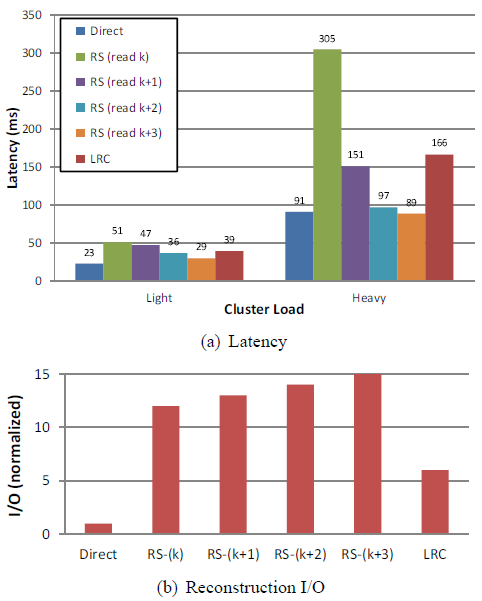 350
300
250
200
150
100
50
0
Latency (ms)
Direct
RS (read k)
RS (read k+1)
RS (read k+2)
RS (read k+3)
LRC
23
51
47
36
29
39
91
305
151
97
89
166
Light
Heavy
Cluster Load
(a) Latency
15
10
5
0
I/O (normalized)
Direct
RS-(k)
RS-(k+1)
RS-(k+2)
RS-(k+3)
LRC
(b) Reconstruction I/O